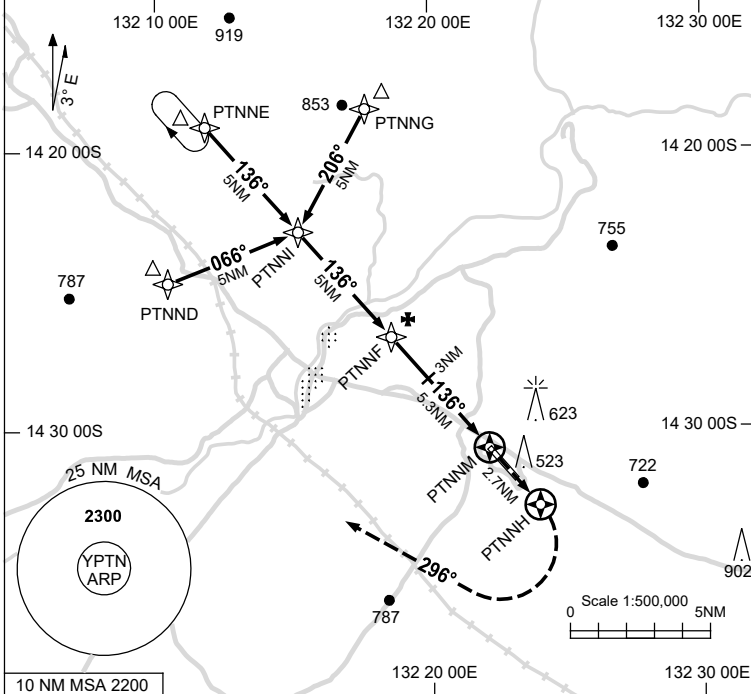 132 10 00E
132 20 00E
132 30 00E
919
3° E
PTNNE
853
PTNNG
14 20 00S
14 20 00S
136°
5NM
206°
5NM
755
066°
5NM
PTNNI
136°
5NM
787
PTNND
PTNNF
3NM
136°
5.3NM
623
14 30 00S
14 30 00S
523
PTNNM
2.7NM
722
25 NM MSA
2300
PTNNH
YPTN
ARP
296°
902
787
Scale 1:500,000
0
5NM
10 NM MSA 2200
132 20 00E
132 30 00E